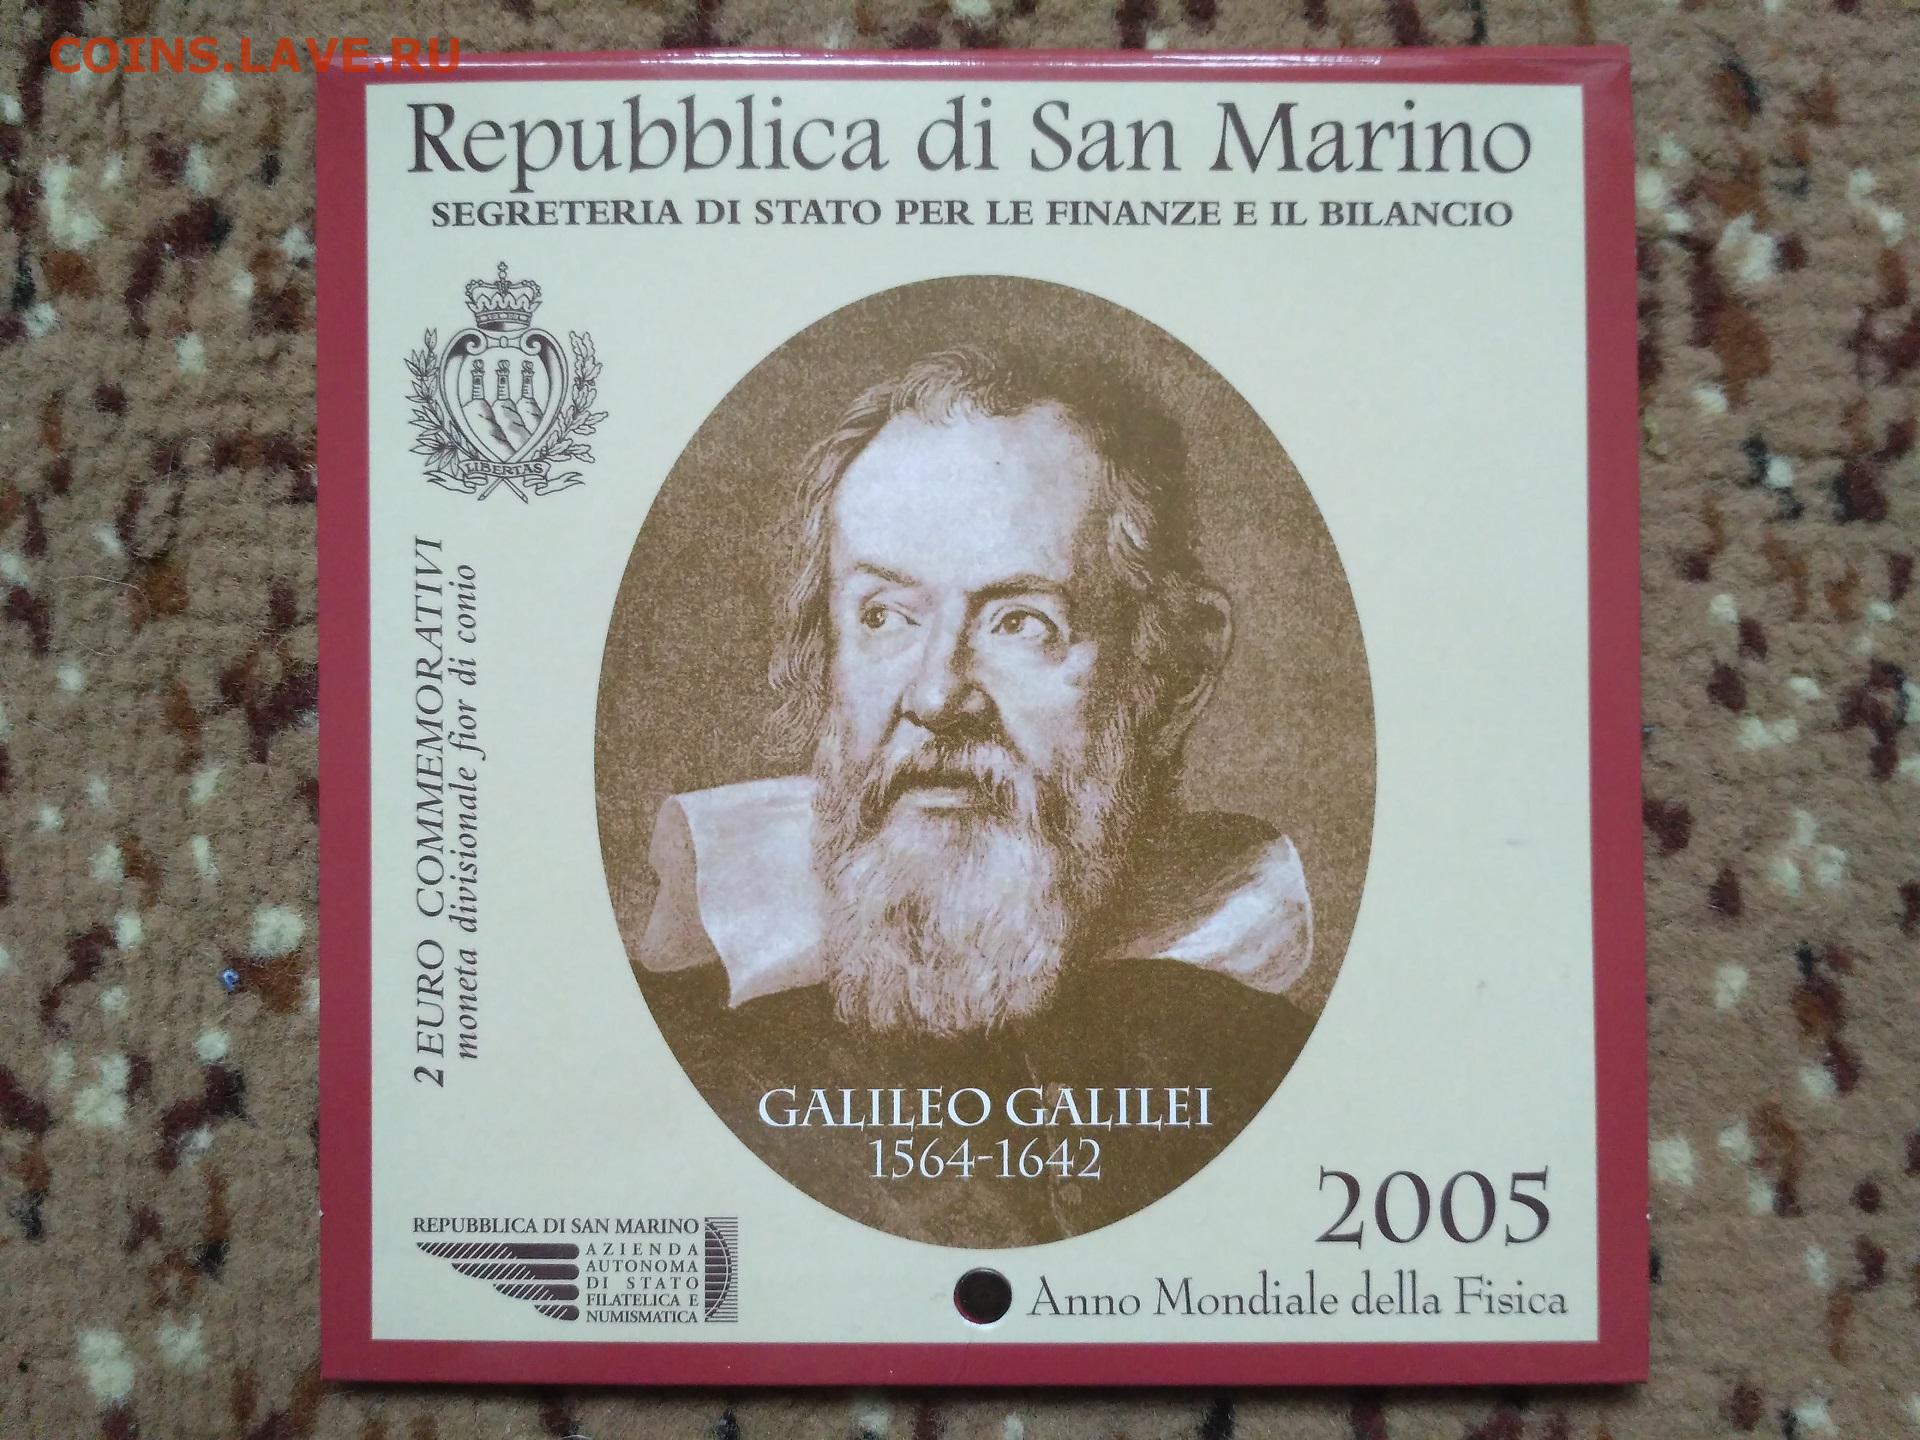 COINS.LAVE.RU
Repubblica di San Marino
SEGRETERIA DI STATO PER LE FINANZE E IL BILANCIO
LIBERTAS
2 EURO COMMEMORATIVI
moneta divisionale fior di conio
GALILEO GALILEI
1564-1642
2005
Anno Mondiale della Fisica
REPUBBLICA DI SAN MARINO
AZIENDA
AUTONOMA
DI STATO
FILATELICA E
NUMISMATICA